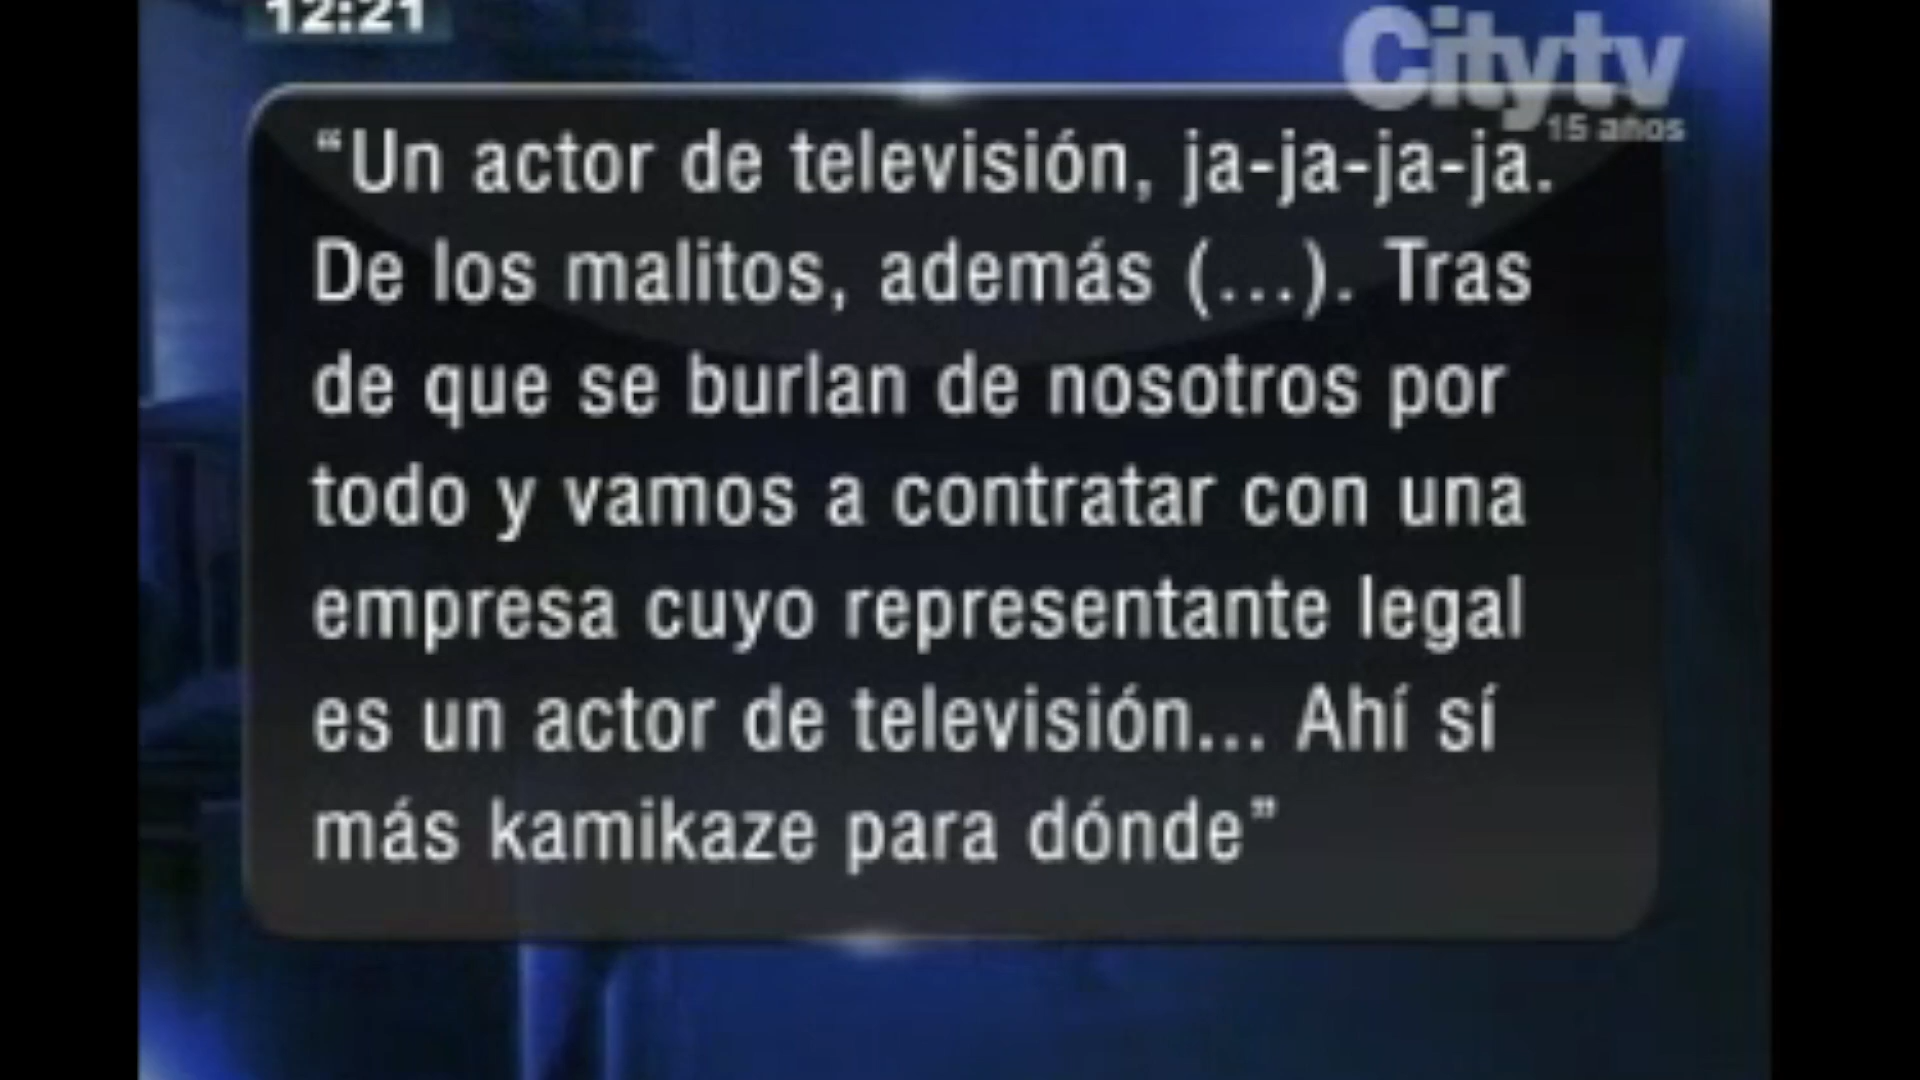 12:21
Citytv
15 años
“Un actor de televisión, ja-ja-ja-ja.
De los malitos, además (...). Tras
de que se burlan de nosotros por
todo y vamos a contratar con una
empresa cuyo representante legal
es un actor de televisión... Ahí sí
más kamikaze para dónde”